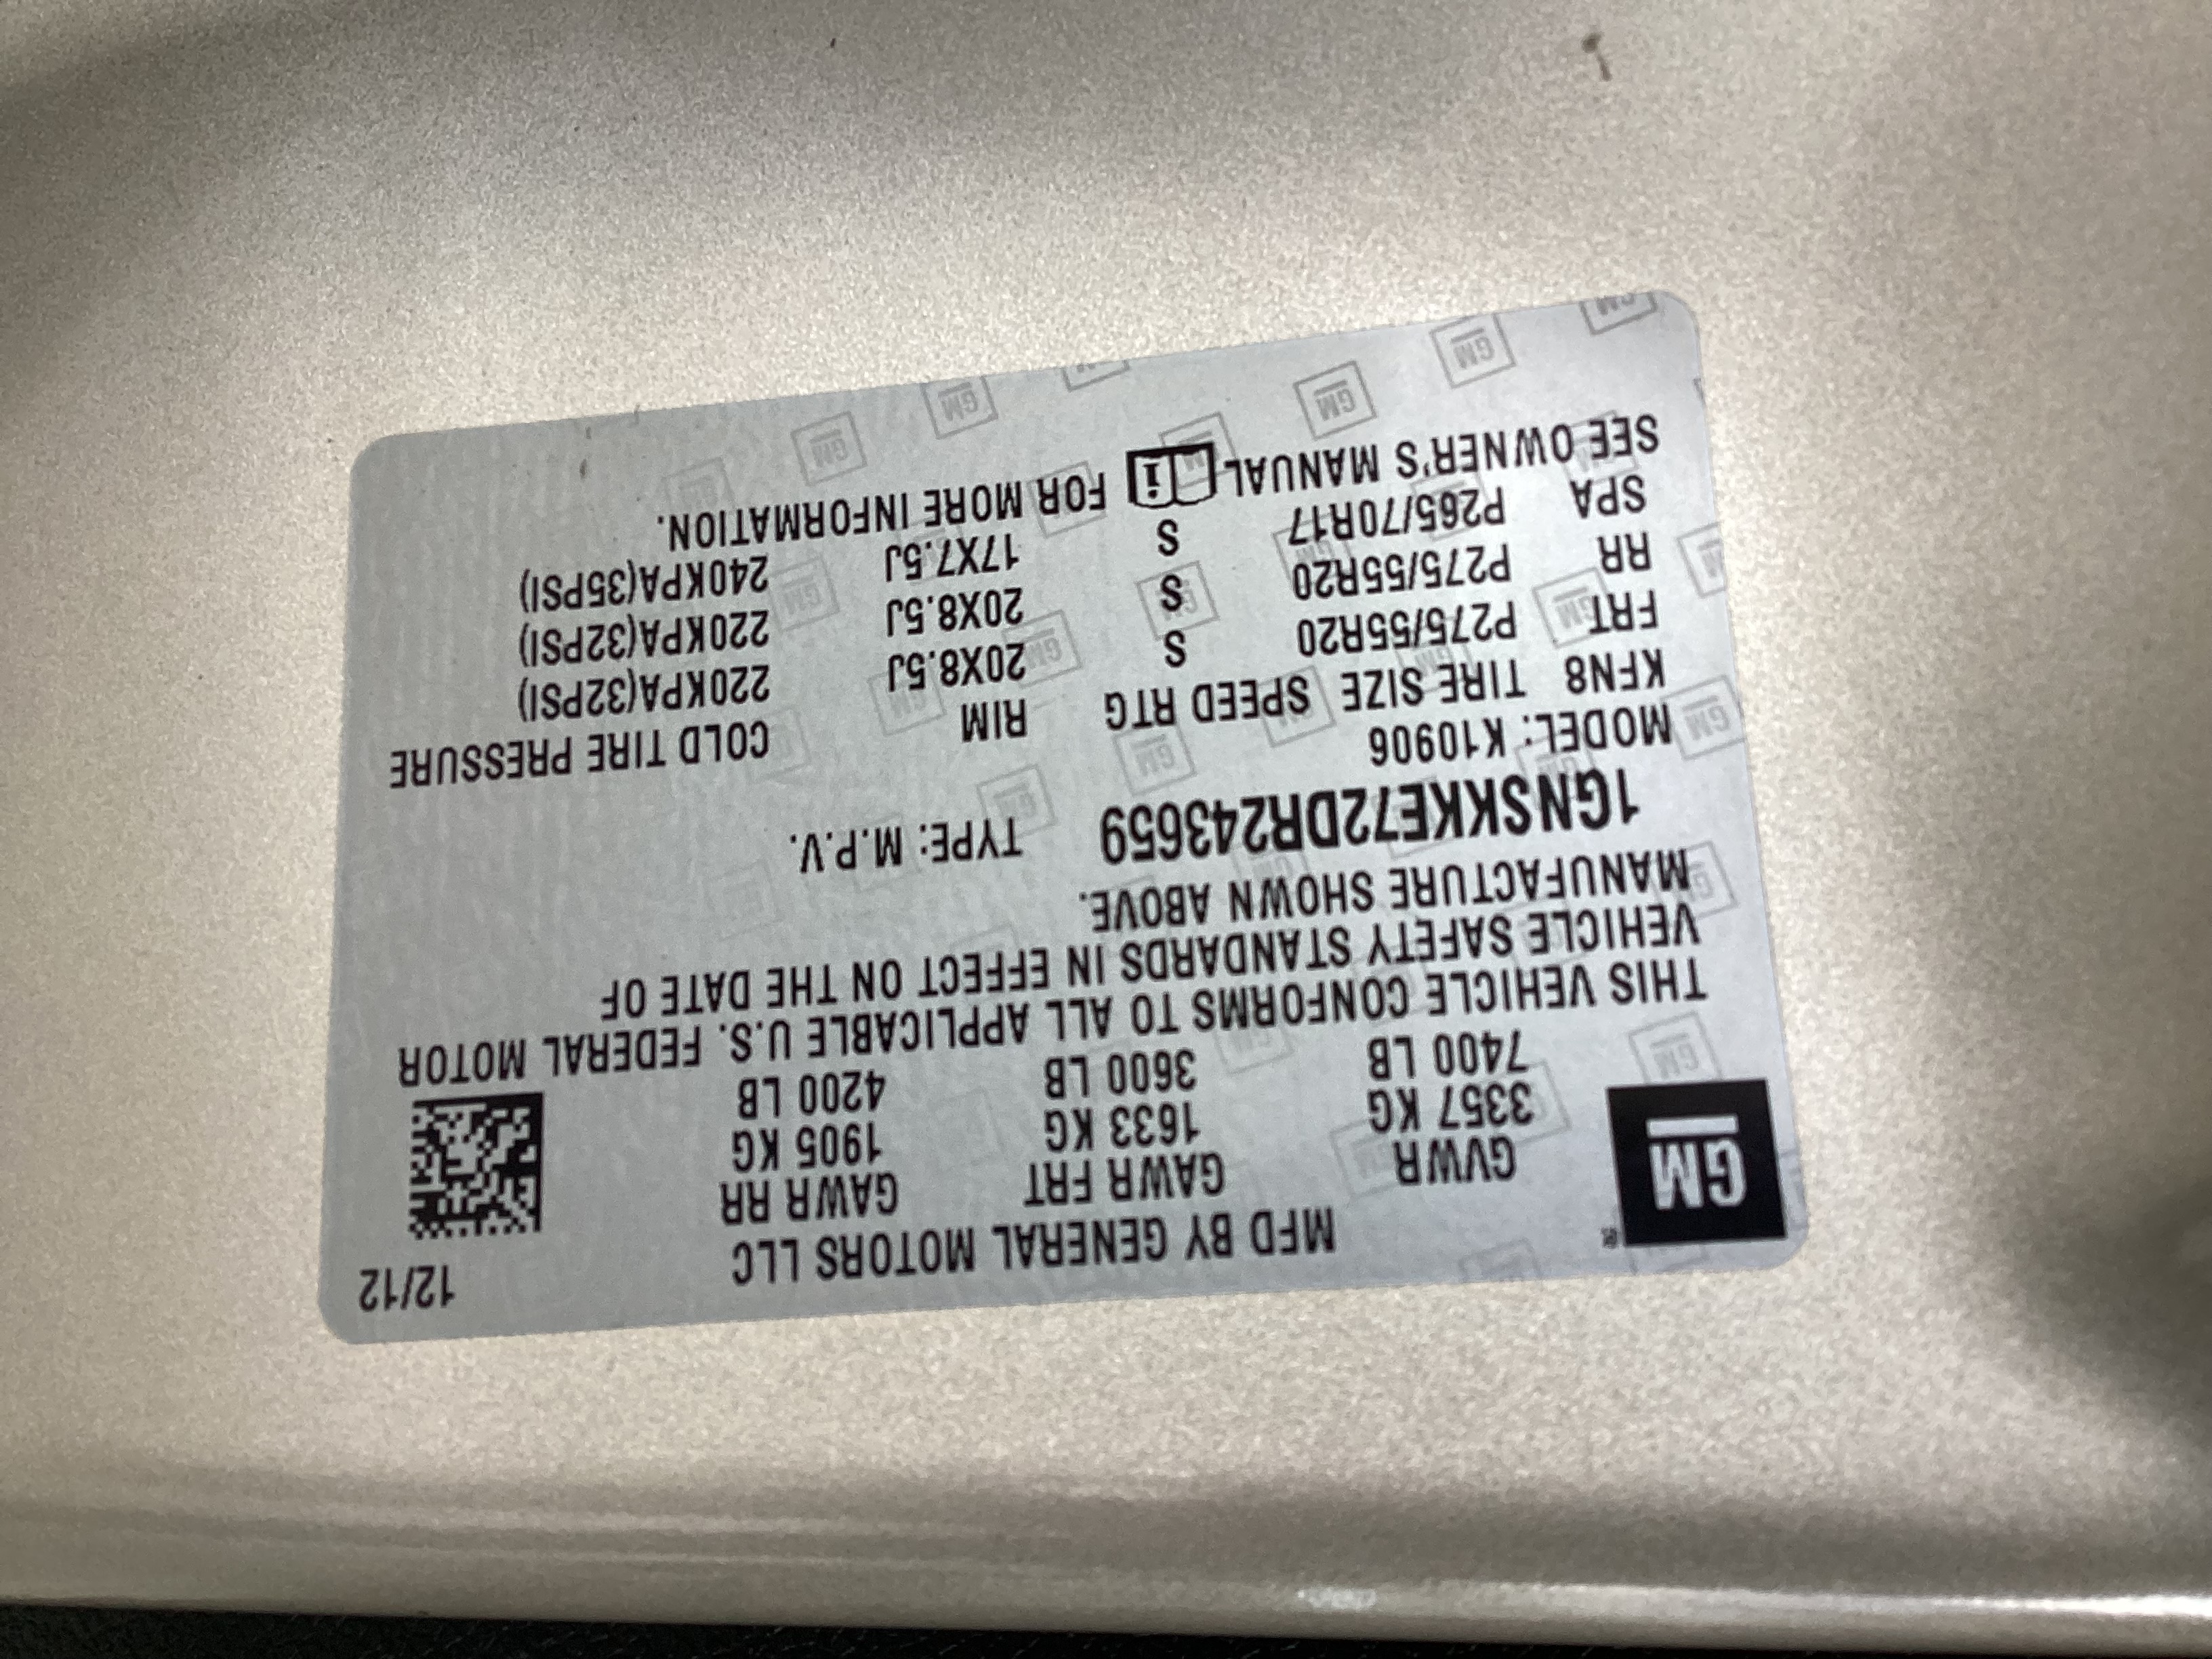 MFD BY GENERAL MOTORS LLC 12/12
GM
GVWR GAWR FRT GAWR RR
3357 KG 1633 KG 1905 KG
7400 LB 3600 LB 4200 LB
THIS VEHICLE CONFORMS TO ALL APPLICABLE U.S. FEDERAL MOTOR
VEHICLE SAFETY STANDARDS IN EFFECT ON THE DATE OF
MANUFACTURE SHOWN ABOVE.
1GNSKKE72DR243659 TYPE: M.P.V.
MODEL: K10906
KFN8 TIRE SIZE SPEED RTG RIM COLD TIRE PRESSURE
FRT P275/55R20 S 20X8.5J 220KPA(32PSI)
RR P275/55R20 S 20X8.5J 220KPA(32PSI)
SPA P265/70R17 S 17X7.5J 240KPA(35PSI)
SEE OWNER'S MANUAL i FOR MORE INFORMATION.